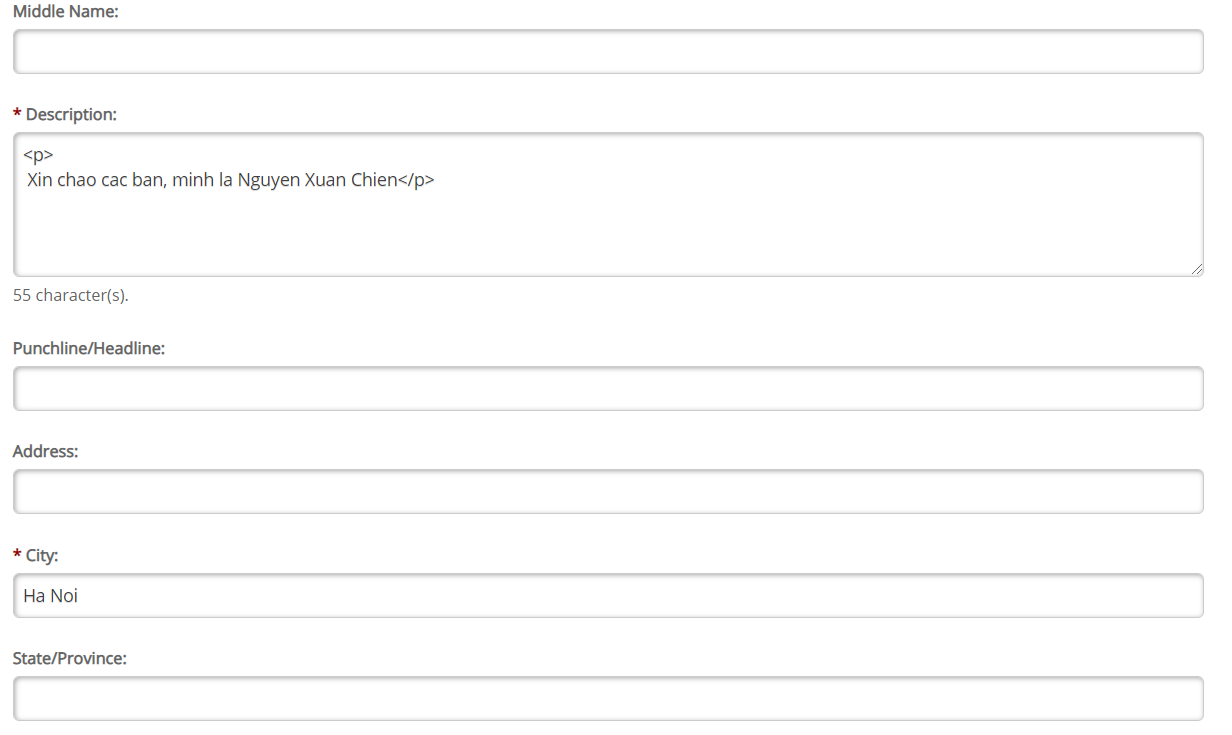 Middle Name:
* Description:
<p>
Xin chao cac ban, minh la Nguyen Xuan Chien</p>
55 character(s).
Punchline/Headline:
Address:
* City:
Ha Noi
State/Province: